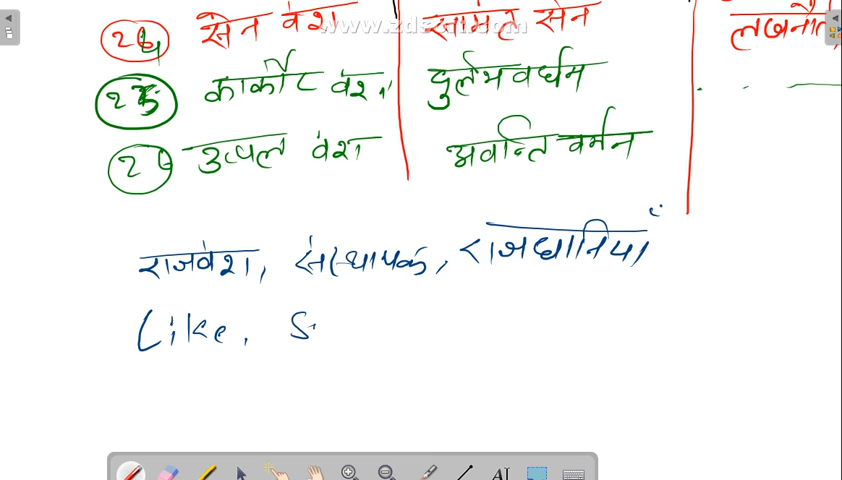 24 सेन वंश सामंत सेन लखनौती
25 कार्कोट वंश दुर्लभवर्धन
26 उत्पल वंश अवन्ति वर्मन
राजवंश, संस्थापक, राजधानियाँ
Like, S